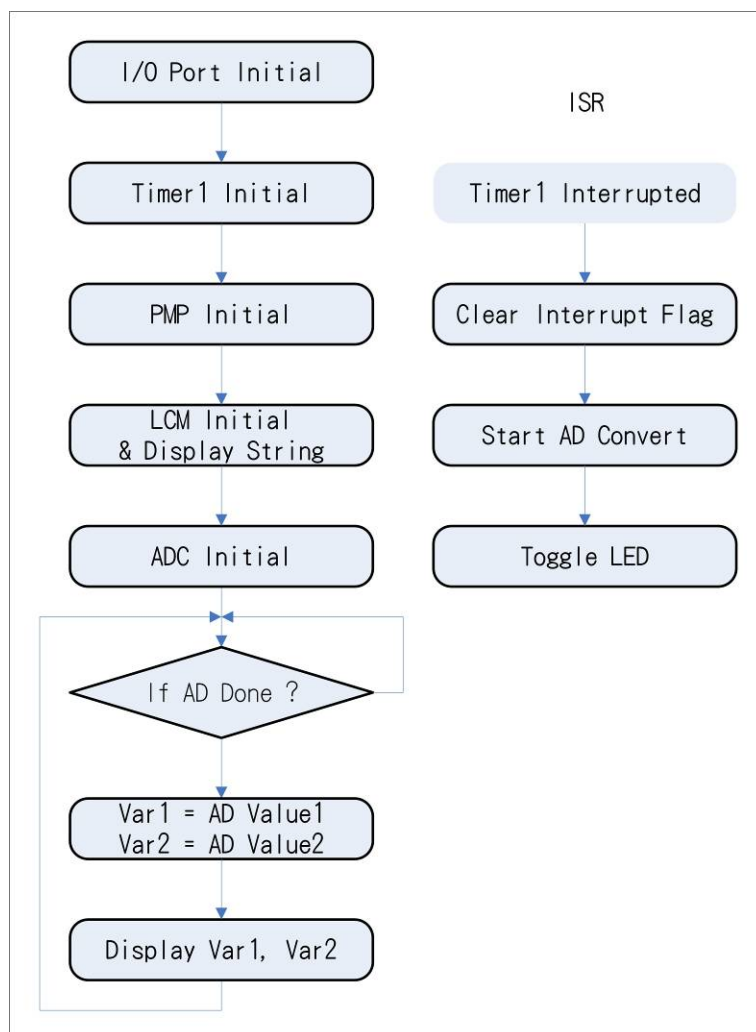 I/O Port Initial
Timer1 Initial
PMP Initial
LCM Initial
& Display String
ADC Initial
If AD Done ?
Var1 = AD Value1
Var2 = AD Value2
Display Var1, Var2
ISR
Timer1 Interrupted
Clear Interrupt Flag
Start AD Convert
Toggle LED